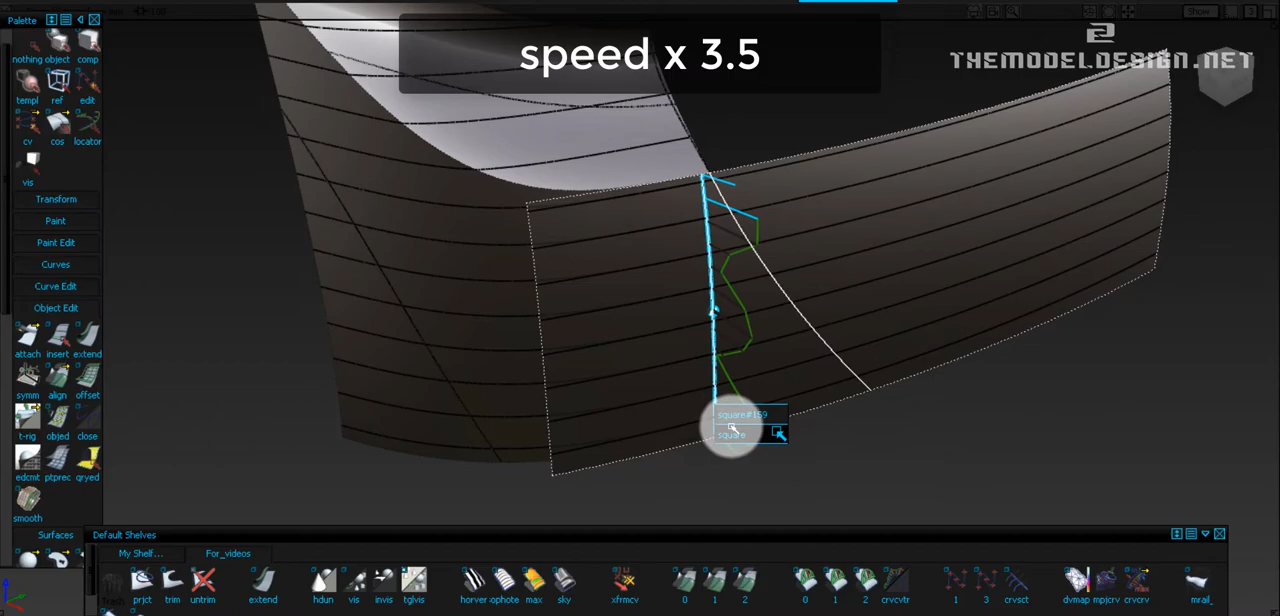 speed x 3.5
THEMODELDESIGN.NET
Palette
Show
nothing object comp
templ ref edit
cv cos locator
vis
Transform
Paint
Paint Edit
Curves
Curve Edit
Object Edit
attach insert extend
symm align offset
t-rig objed close
edcmt ptprec qryed
smooth
Surfaces
square#159
square
Default Shelves
My Shelf... For_videos
Trash prjct trim untrim extend hdun vis invis tglvis horver ophote max sky xfrmcv 0 1 2 0 1 2 crvcvtr 1 3 crvsct dvmap mpjcrv crvcrv mrail_